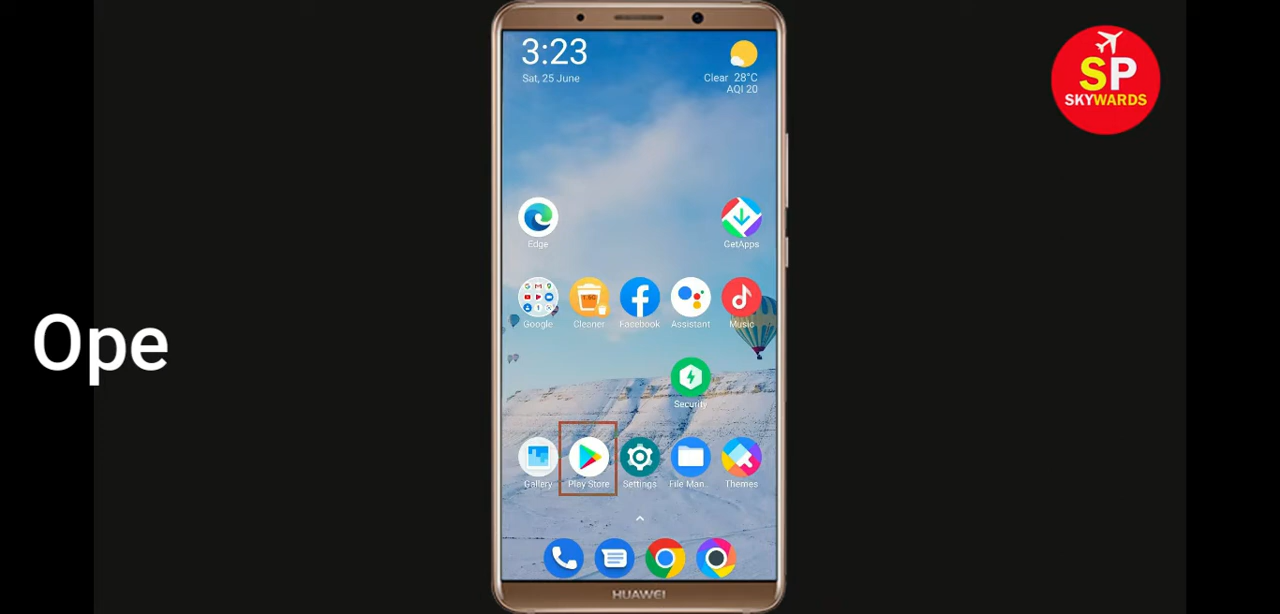 3:23
Sat, 25 June
Clear 28°C
AQI 20
SP
SKYWARDS
Edge
GetApps
Google
Cleaner
Facebook
Assistant
Music
Security
Ope
Gallery
Play Store
Settings
File Man...
Themes
HUAWEI